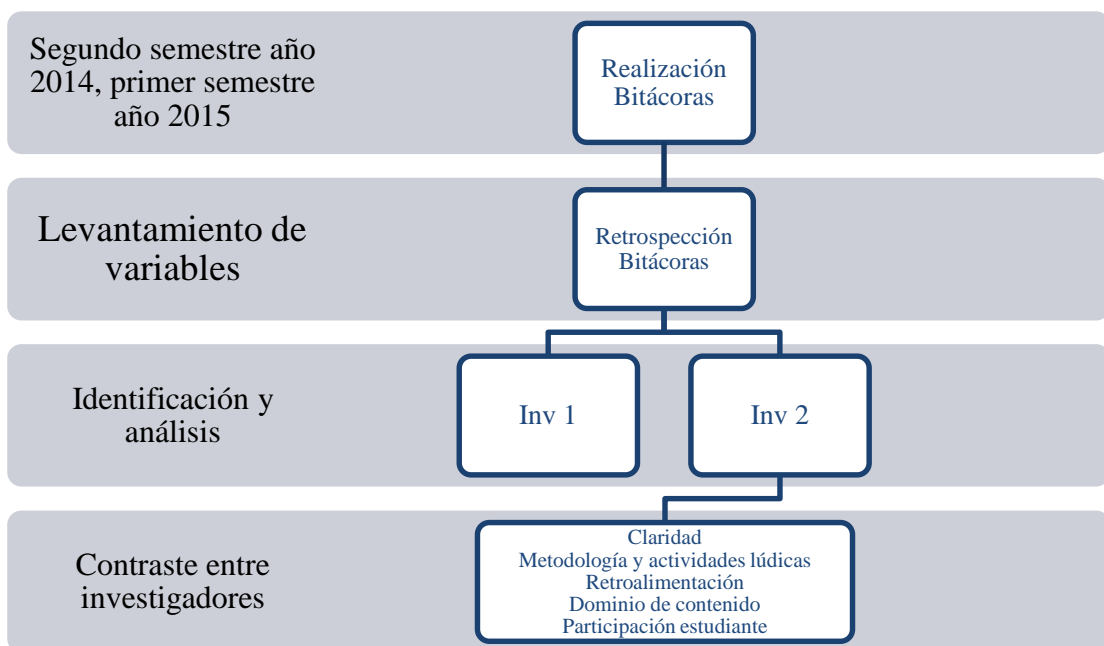 Segundo semestre año
2014, primer semestre
año 2015
Realización
Bitácoras
Levantamiento de
variables
Retrospección
Bitácoras
Identificación y
análisis
Inv 1
Inv 2
Contraste entre
investigadores
Claridad
Metodología y actividades lúdicas
Retroalimentación
Dominio de contenido
Participación estudiante